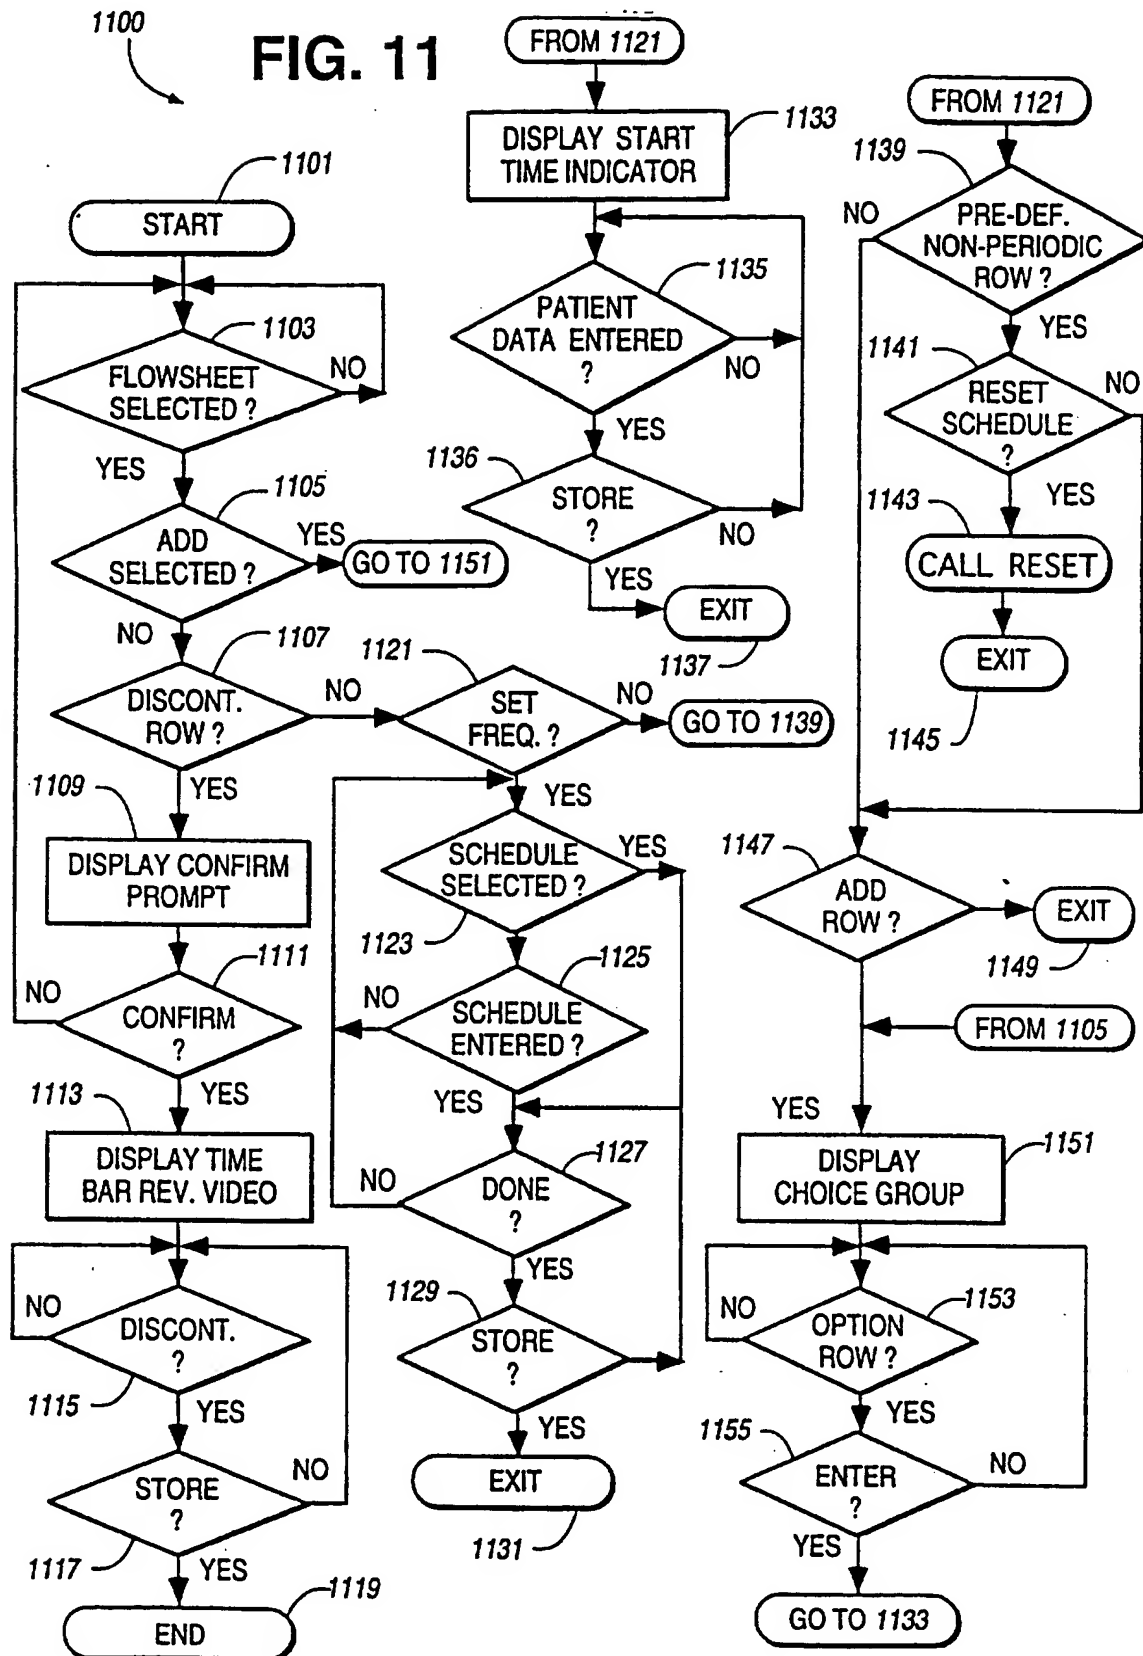 1100
FIG. 11
1101
START
1103
FLOWSHEET
SELECTED ?
NO
YES
1105
ADD
SELECTED ?
YES
GO TO 1151
NO
1107
DISCONT.
ROW ?
NO
YES
1109
DISPLAY CONFIRM
PROMPT
1111
NO
CONFIRM
?
YES
1113
DISPLAY TIME
BAR REV. VIDEO
NO
DISCONT.
?
1115
YES
STORE
?
NO
1117
YES
1119
END
1121
SET
FREQ. ?
NO
GO TO 1139
YES
SCHEDULE
SELECTED ?
YES
1123
1125
NO
SCHEDULE
ENTERED ?
YES
1127
NO
DONE
?
YES
1129
STORE
?
YES
EXIT
1131
FROM 1121
1133
DISPLAY START
TIME INDICATOR
1135
PATIENT
DATA ENTERED
?
NO
YES
1136
STORE
?
NO
YES
EXIT
1137
FROM 1121
1139
NO
PRE-DEF.
NON-PERIODIC
ROW ?
YES
1141
NO
RESET
SCHEDULE
?
YES
1143
CALL RESET
EXIT
1145
1147
ADD
ROW ?
EXIT
1149
FROM 1105
YES
1151
DISPLAY
CHOICE GROUP
1153
NO
OPTION
ROW ?
YES
1155
ENTER
?
NO
YES
GO TO 1133